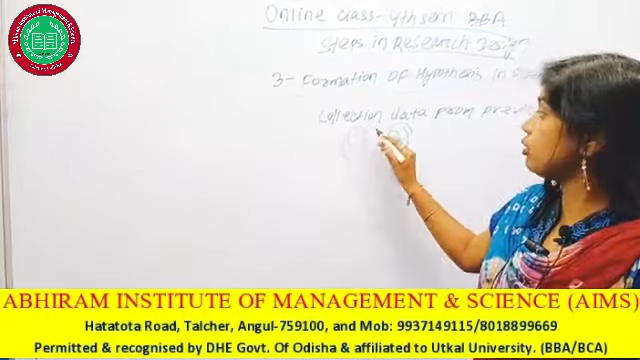 Online class-4th sem BBA
Steps in Research Design
3- Formation Of Hypothesis in
Collection data from
ABHIRAM INSTITUTE OF MANAGEMENT & SCIENCE (AIMS)
Hatatota Road, Talcher, Angul-759100, and Mob: 9937149115/8018899669
Permitted & recognised by DHE Govt. Of Odisha & affiliated to Utkal University. (BBA/BCA)